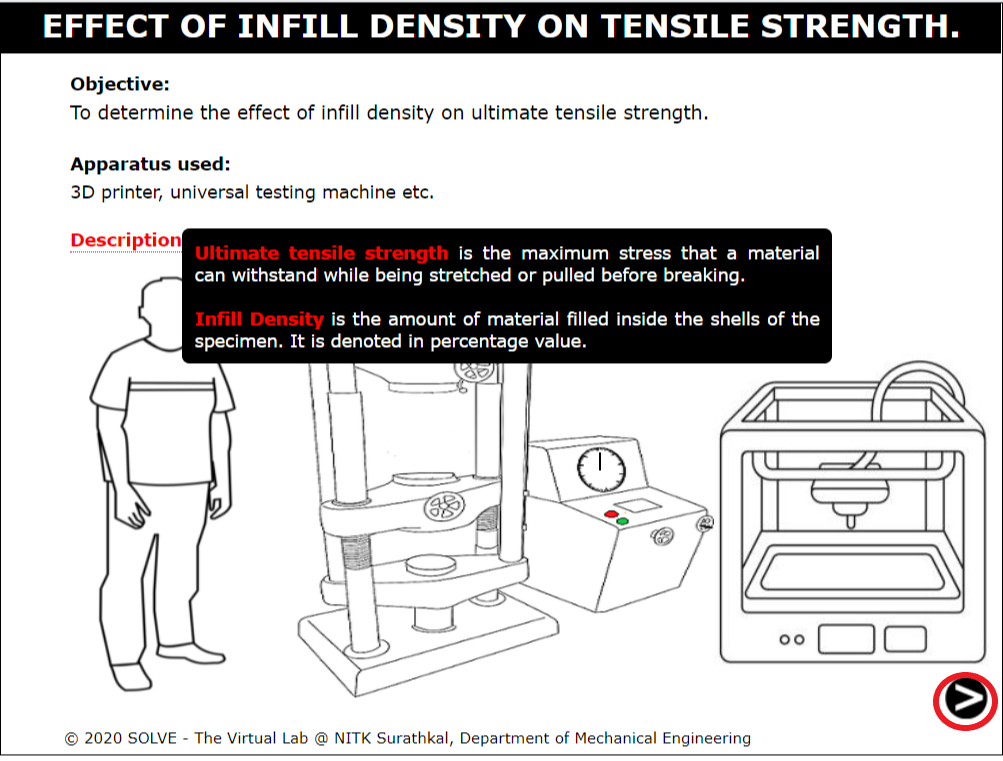 EFFECT OF INFILL DENSITY ON TENSILE STRENGTH.
Objective:
To determine the effect of infill density on ultimate tensile strength.
Apparatus used:
3D printer, universal testing machine etc.
Description
Ultimate tensile strength is the maximum stress that a material
can withstand while being stretched or pulled before breaking.
Infill Density is the amount of material filled inside the shells of the
specimen. It is denoted in percentage value.
>
© 2020 SOLVE - The Virtual Lab @ NITK Surathkal, Department of Mechanical Engineering